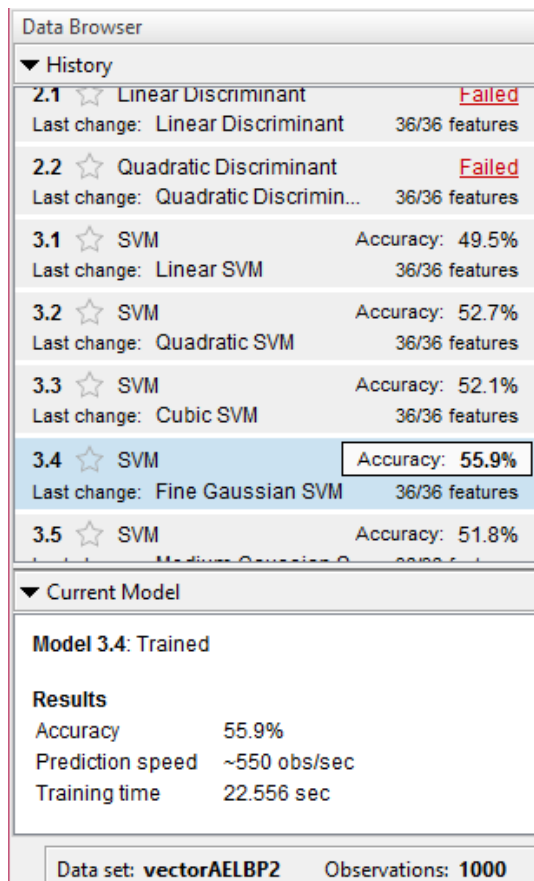 Data Browser
History
2.1 Linear Discriminant Failed
Last change: Linear Discriminant 36/36 features
2.2 Quadratic Discriminant Failed
Last change: Quadratic Discrimin... 36/36 features
3.1 SVM Accuracy: 49.5%
Last change: Linear SVM 36/36 features
3.2 SVM Accuracy: 52.7%
Last change: Quadratic SVM 36/36 features
3.3 SVM Accuracy: 52.1%
Last change: Cubic SVM 36/36 features
3.4 SVM Accuracy: 55.9%
Last change: Fine Gaussian SVM 36/36 features
3.5 SVM Accuracy: 51.8%
Current Model
Model 3.4: Trained
Results
Accuracy 55.9%
Prediction speed ~550 obs/sec
Training time 22.556 sec
Data set: vectorAELBP2 Observations: 1000